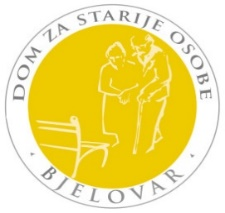 DOM ZA STARIJE OSOBE
· BJELOVAR ·